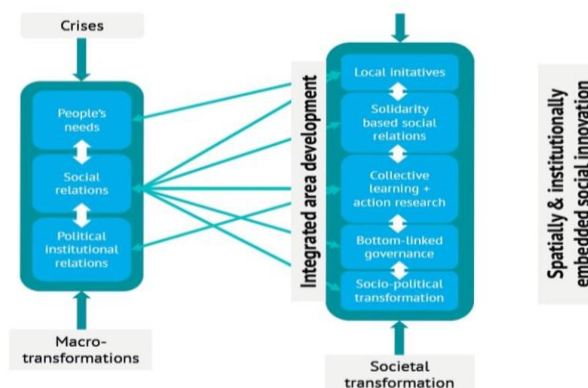 Crises
People's
needs
Social
relations
Political
institutional
relations
Macro-
transformations
Integrated area development
Local initatives
Solidarity
based social
relations
Collective
learning +
action research
Bottom-linked
governance
Socio-political
transformation
Societal
transformation
Spatially & institutionally
embedded social innovation